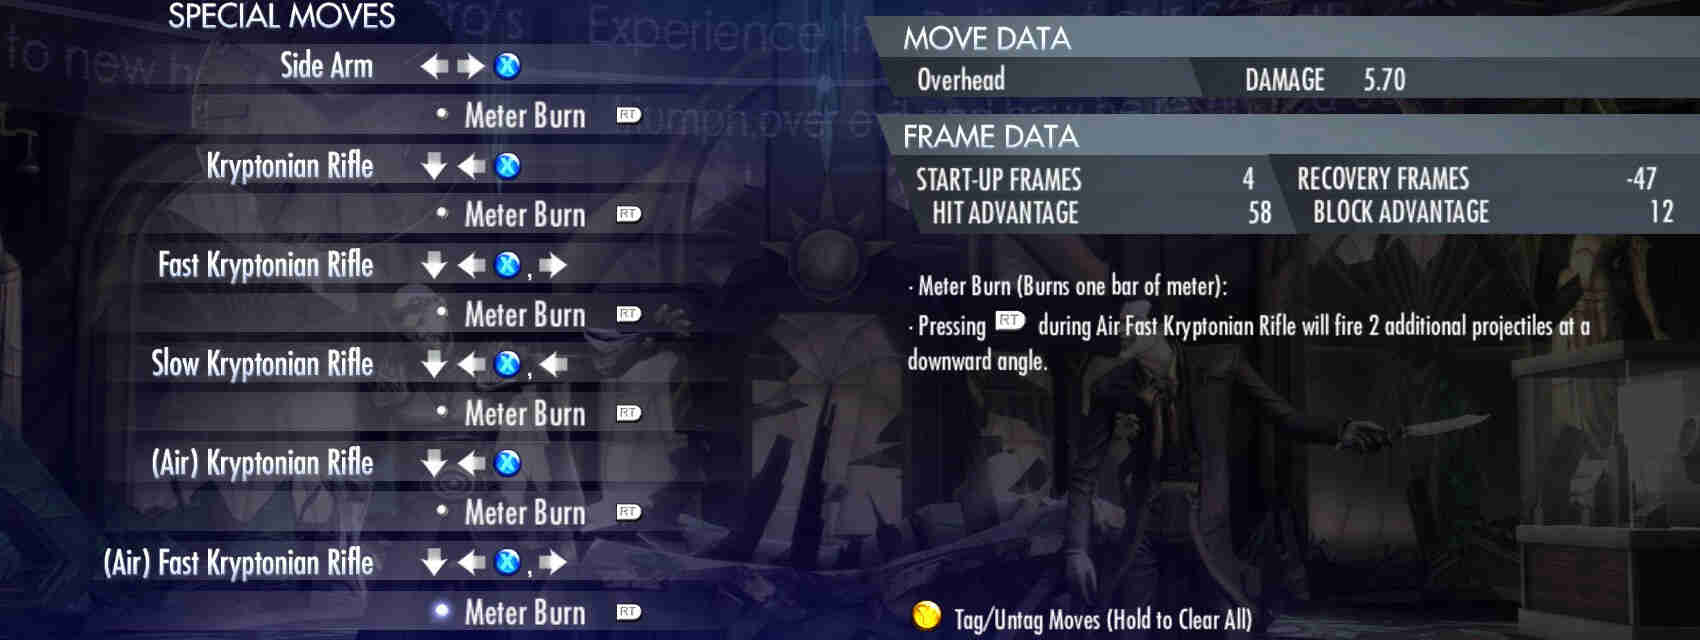 SPECIAL MOVES
Side Arm X
• Meter Burn RT
Kryptonian Rifle X
• Meter Burn RT
Fast Kryptonian Rifle X ,
• Meter Burn RT
Slow Kryptonian Rifle X ,
• Meter Burn RT
(Air) Kryptonian Rifle X
• Meter Burn RT
(Air) Fast Kryptonian Rifle X ,
• Meter Burn RT
MOVE DATA
Overhead DAMAGE 5.70
FRAME DATA
START-UP FRAMES 4 RECOVERY FRAMES -47
HIT ADVANTAGE 58 BLOCK ADVANTAGE 12
· Meter Burn (Burns one bar of meter):
· Pressing RT during Air Fast Kryptonian Rifle will fire 2 additional projectiles at a
downward angle.
Y Tag/Untag Moves (Hold to Clear All)
to new
Experience